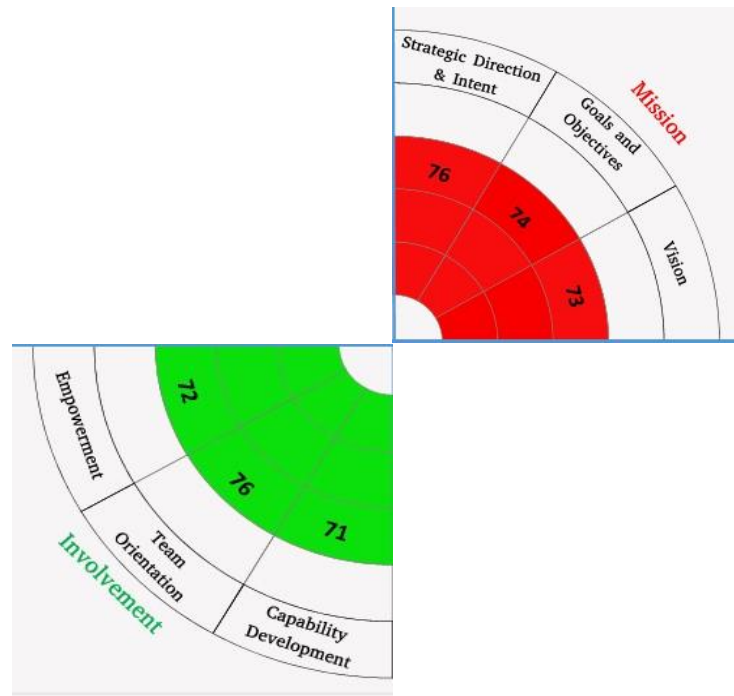 Strategic Direction
& Intent
Goals and
Objectives
Mission
Vision
76
74
73
Empowerment
72
76
71
Team
Orientation
Involvement
Capability
Development